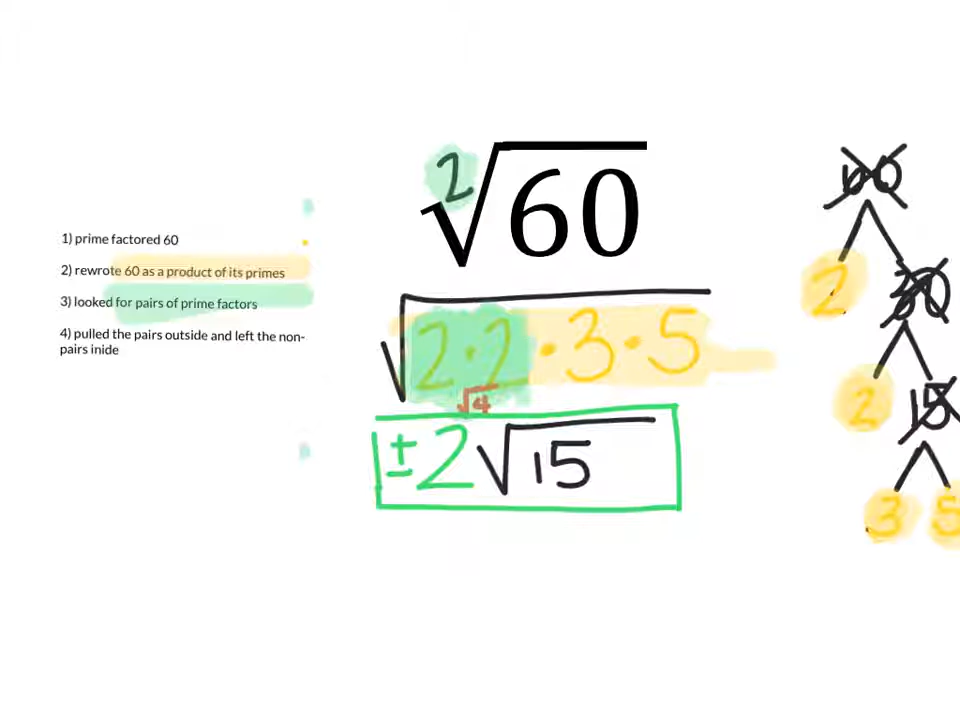 1) prime factored 60
2) rewrote 60 as a product of its primes
3) looked for pairs of prime factors
4) pulled the pairs outside and left the non-
pairs inide
2√60
√2·2·3·5
√4
±2√15
60
2 30
2 15
3 5